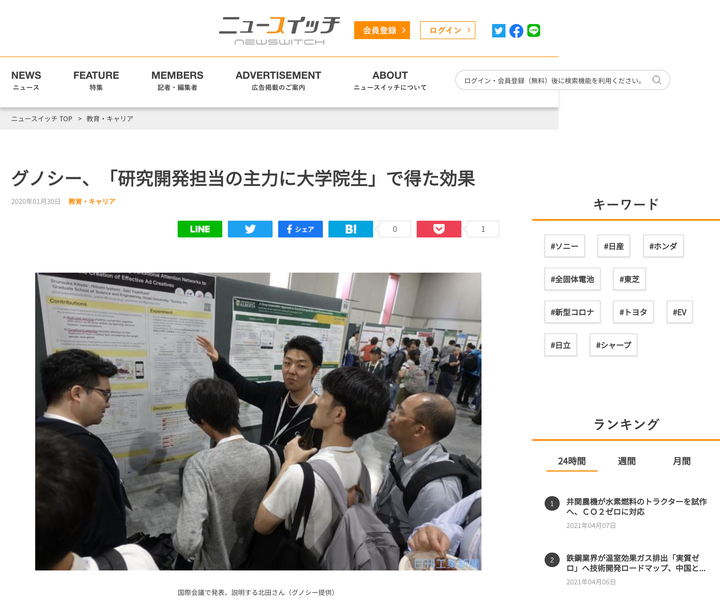 ニュースイッチ
NEWSWITCH
会員登録
ログイン
NEWS
ニュース
FEATURE
特集
MEMBERS
記者・編集者
ADVERTISEMENT
広告掲載のご案内
ABOUT
ニュースイッチについて
ログイン・会員登録（無料）後に検索機能を利用ください。
ニュースイッチ TOP > 教育・キャリア
グノシー、「研究開発担当の主力に大学院生」で得た効果
2020年01月30日 教育・キャリア
LINE
シェア
B!
0
1
Contributions
Experiment
国際会議で発表、説明する北田さん（グノシー提供）
キーワード
#ソニー #日産 #ホンダ
#全固体電池 #東芝
#新型コロナ #トヨタ #EV
#日立 #シャープ
ランキング
24時間 週間 月間
1
井関農機が水素燃料のトラクターを試作
へ、ＣＯ２ゼロに対応
2021年04月07日
2
鉄鋼業界が温室効果ガス排出「実質ゼ
ロ」へ技術開発ロードマップ、中国と...
2021年04月06日